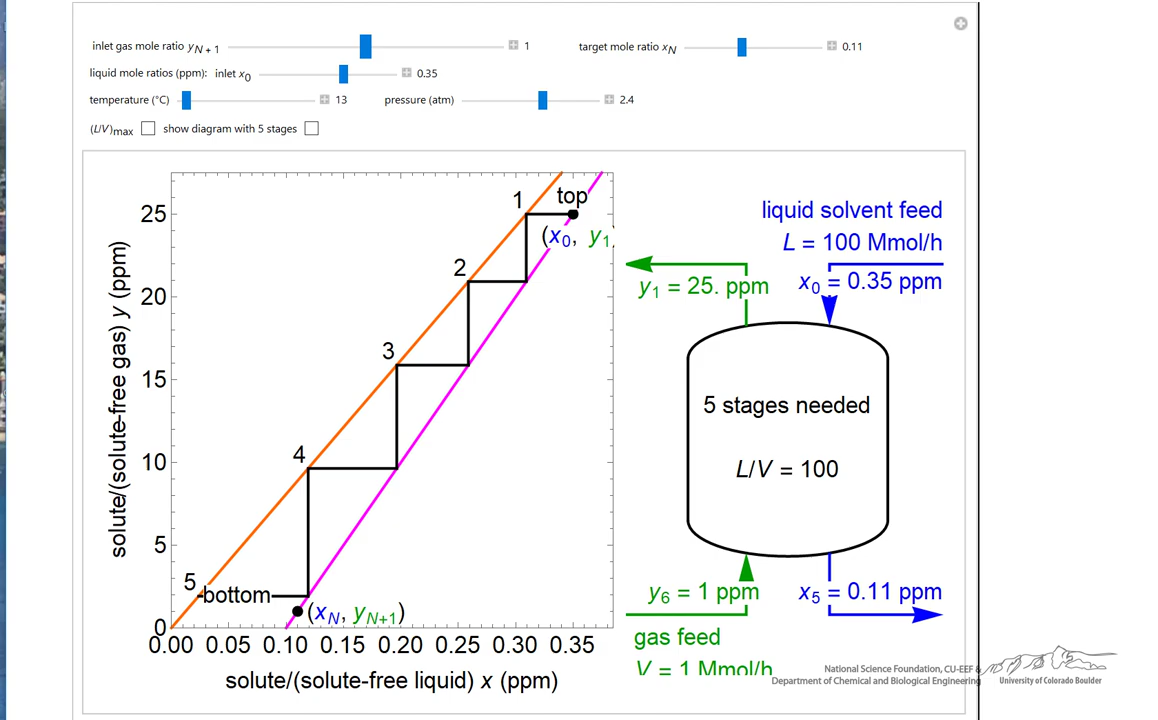 inlet gas mole ratio yN + 1 1 target mole ratio xN 0.11
liquid mole ratios (ppm): inlet x0 0.35
temperature (°C) 13 pressure (atm) 2.4
(L/V)max show diagram with 5 stages
solute/(solute-free gas) y (ppm)
25
20
15
10
5
0
0.00 0.05 0.10 0.15 0.20 0.25 0.30 0.35
solute/(solute-free liquid) x (ppm)
1
top
(x0, y1
2
3
4
5
bottom
(xN, yN+1)
liquid solvent feed
L = 100 Mmol/h
y1 = 25. ppm
x0 = 0.35 ppm
5 stages needed
L/V = 100
y6 = 1 ppm
x5 = 0.11 ppm
gas feed
V = 1 Mmol/h
National Science Foundation, CU-EEF &
Department of Chemical and Biological Engineering
University of Colorado Boulder